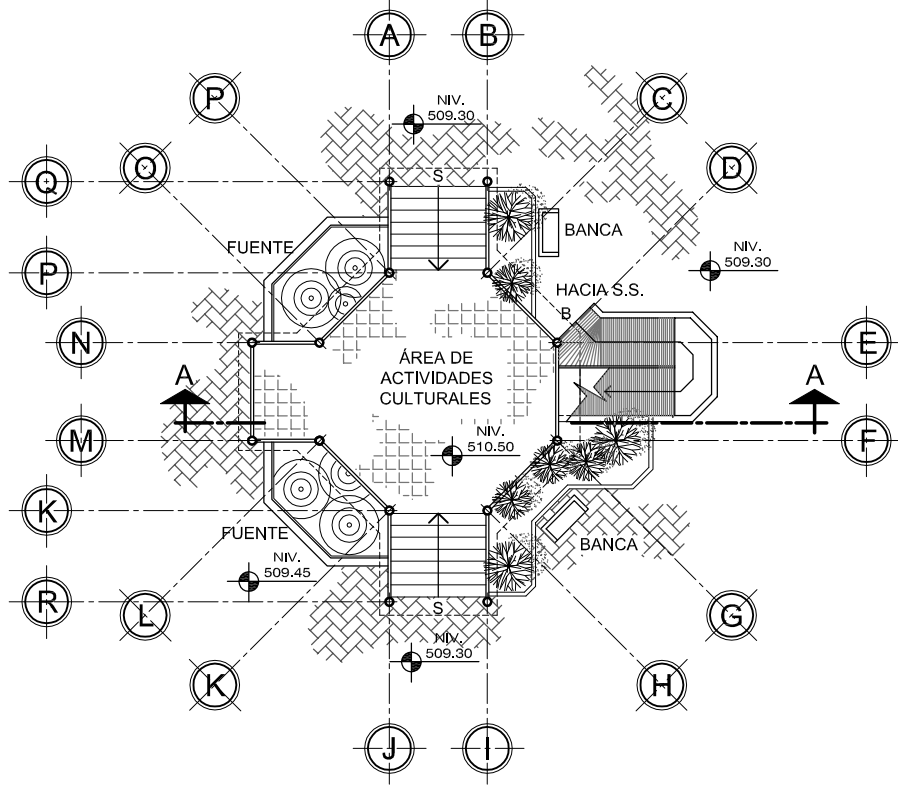 A
B
P
C
NIV.
509.30
O
D
Q
S
FUENTE
BANCA
NIV.
509.30
P
HACIA S.S.
B
N
E
ÁREA DE
ACTIVIDADES
CULTURALES
A
A
M
NIV.
510.50
F
K
FUENTE
BANCA
NIV.
509.45
R
S
L
G
NIV.
509.30
K
H
J
I